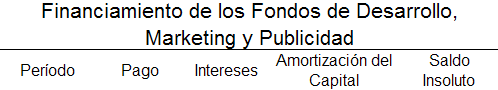 Financiamiento de los Fondos de Desarrollo,
Marketing y Publicidad
Período Pago Intereses Amortización del Capital Saldo Insoluto